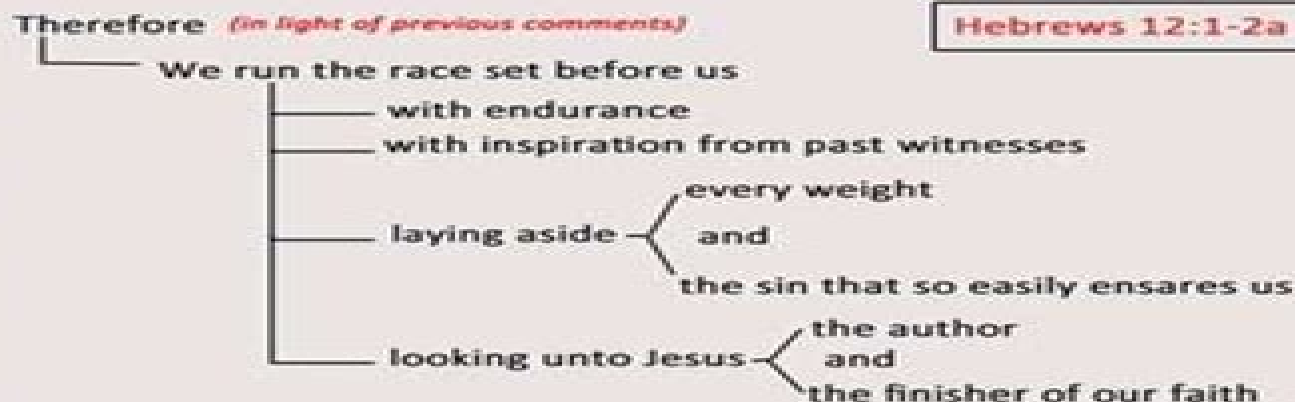 Therefore (in light of previous comments)
Hebrews 12:1-2a
We run the race set before us
with endurance
with inspiration from past witnesses
every weight
laying aside and
the sin that so easily ensares us
the author
looking unto Jesus and
the finisher of our faith